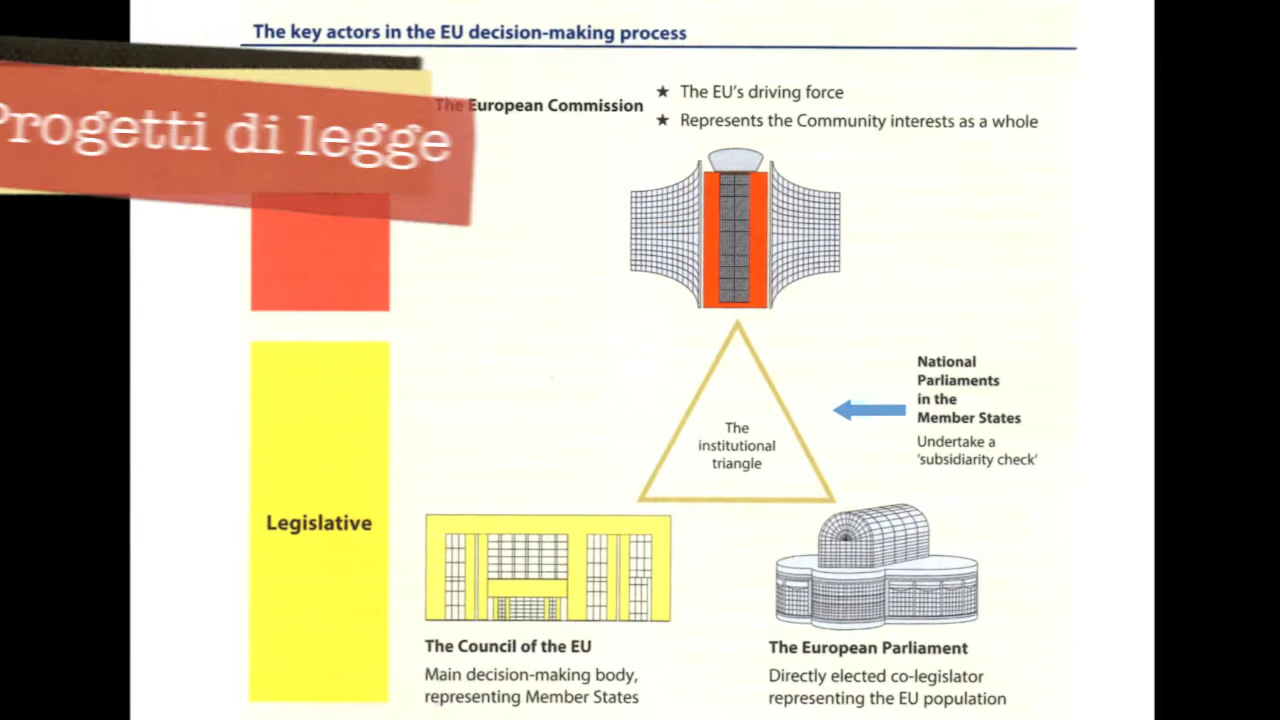 The key actors in the EU decision-making process
Progetti di legge
The European Commission
★ The EU's driving force
★ Represents the Community interests as a whole
National
Parliaments
in the
Member States
Undertake a
'subsidiarity check'
The
institutional
triangle
Legislative
The Council of the EU
Main decision-making body,
representing Member States
The European Parliament
Directly elected co-legislator
representing the EU population